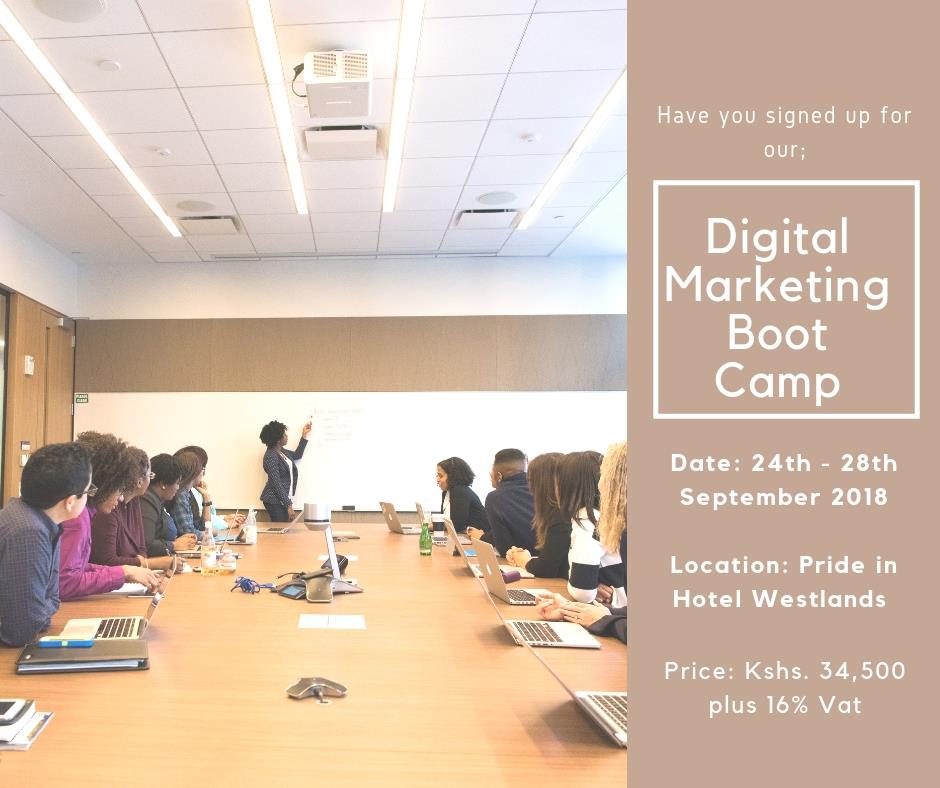 Have you signed up for
our;
Digital
Marketing
Boot
Camp
Date: 24th - 28th
September 2018
Location: Pride in
Hotel Westlands
Price: Kshs. 34,500
plus 16% Vat